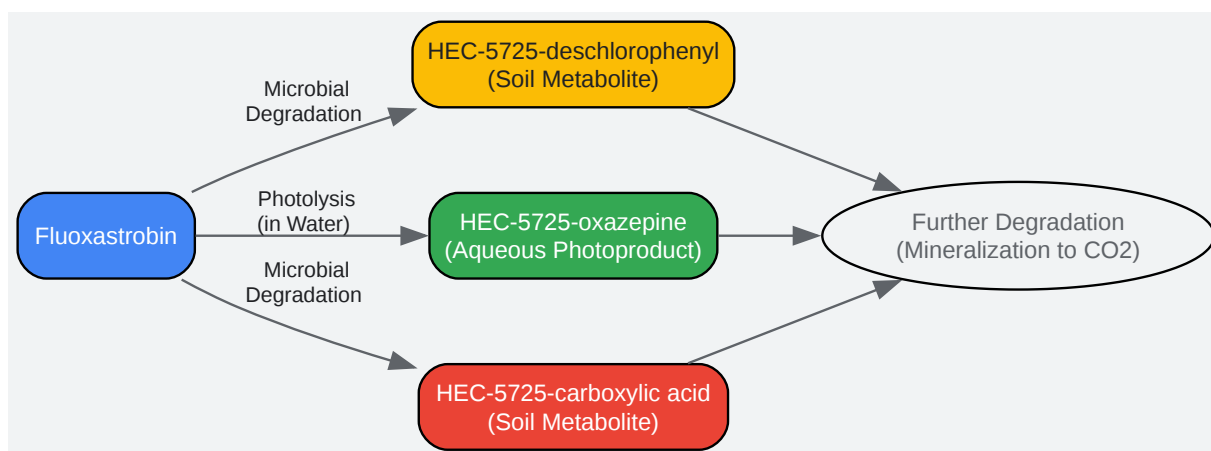 HEC-5725-deschlorophenyl
(Soil Metabolite)
Microbial
Degradation
Fluoxastrobin
Photolysis
(in Water)
HEC-5725-oxazepine
(Aqueous Photoproduct)
Further Degradation
(Mineralization to CO2)
Microbial
Degradation
HEC-5725-carboxylic acid
(Soil Metabolite)